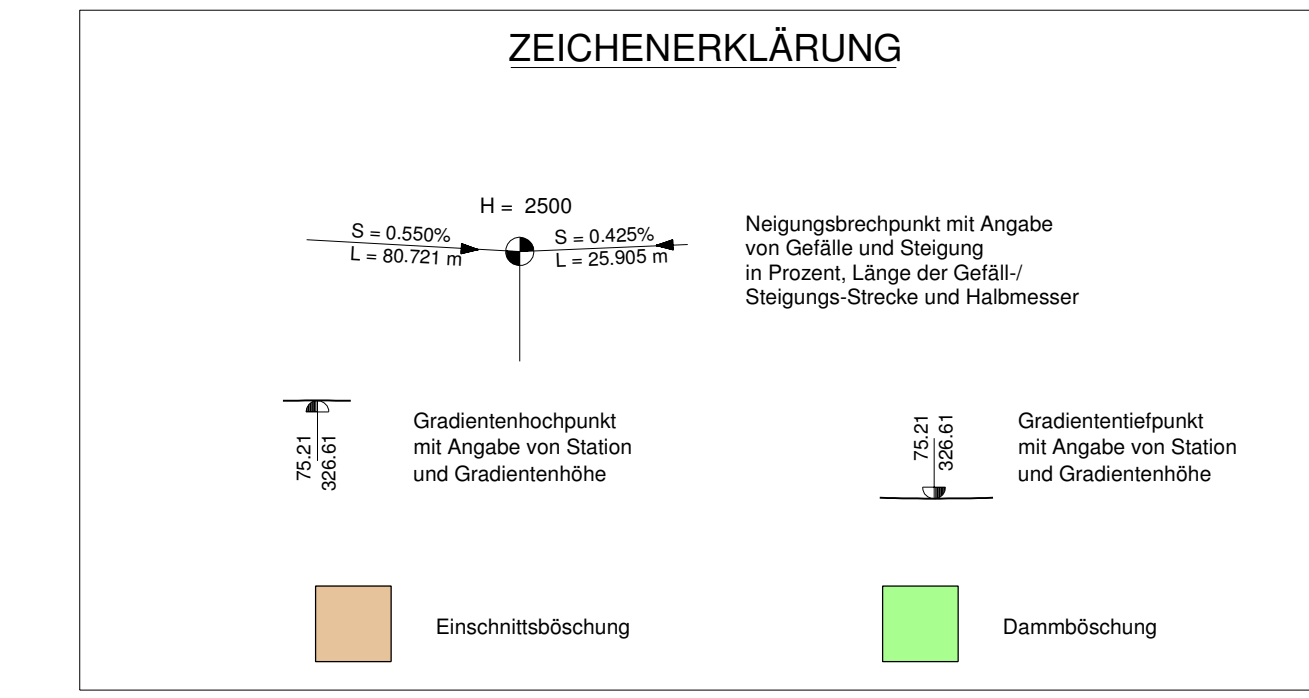 ZEICHENERKLÄRUNG
H = 2500
S = 0.550%
L = 80.721 m
S = 0.425%
L = 25.905 m
Neigungsbrechpunkt mit Angabe
von Gefälle und Steigung
in Prozent, Länge der Gefäll-/
Steigungs-Strecke und Halbmesser
75.21
326.61
Gradientenhochpunkt
mit Angabe von Station
und Gradientenhöhe
75.21
326.61
Gradiententiefpunkt
mit Angabe von Station
und Gradientenhöhe
Einschnittsböschung
Dammböschung